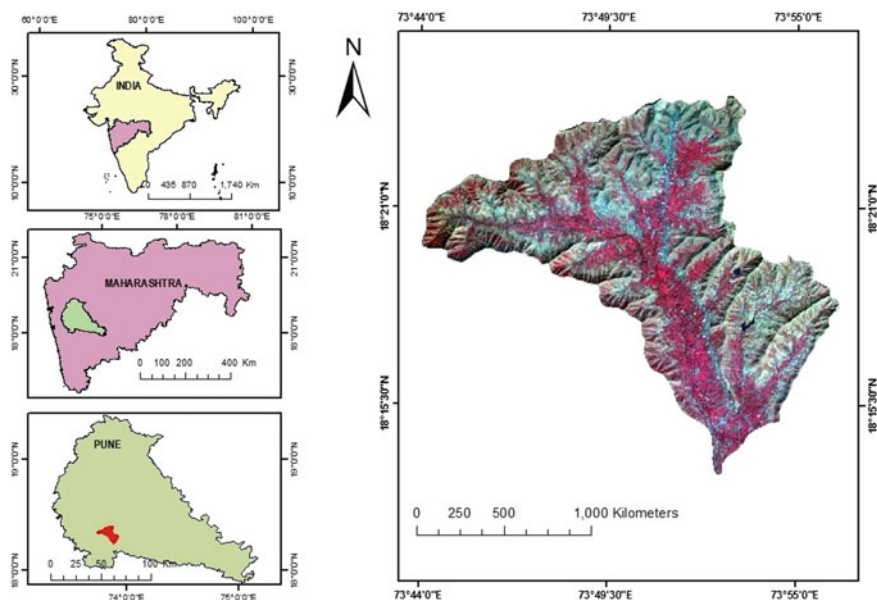 60°0'0"E 80°0'0"E 100°0'0"E
30°0'0"N
30°0'0"N
INDIA
10°0'0"N
10°0'0"N
0 435 870 1,740 Km
75°0'0"E 78°0'0"E 81°0'0"E
21°0'0"N
21°0'0"N
MAHARASHTRA
18°0'0"N
18°0'0"N
0 100 200 400 Km
PUNE
19°0'0"N
19°0'0"N
18°0'0"N
18°0'0"N
0 25 50 100 Km
74°0'0"E 75°0'0"E
N
73°44'0"E 73°49'30"E 73°55'0"E
18°21'0"N
18°21'0"N
18°15'30"N
18°15'30"N
0 250 500 1,000 Kilometers
73°44'0"E 73°49'30"E 73°55'0"E